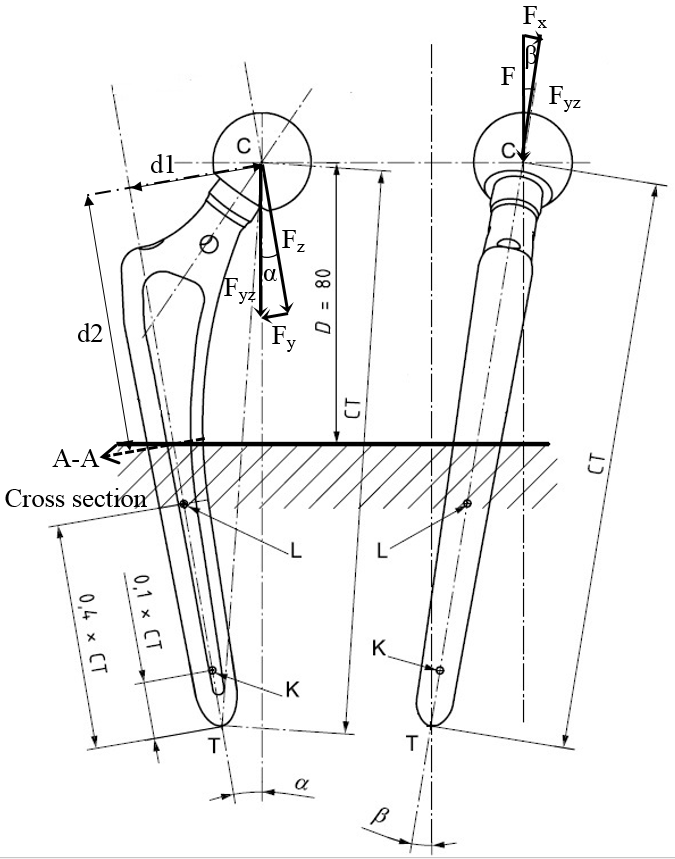 Fx
β
F
Fyz
C
C
d1
Fz
Fyz
α
Fy
D = 80
d2
CT
CT
A-A
Cross section
L
L
0,4 × CT
0,1 × CT
K
K
T
T
α
β